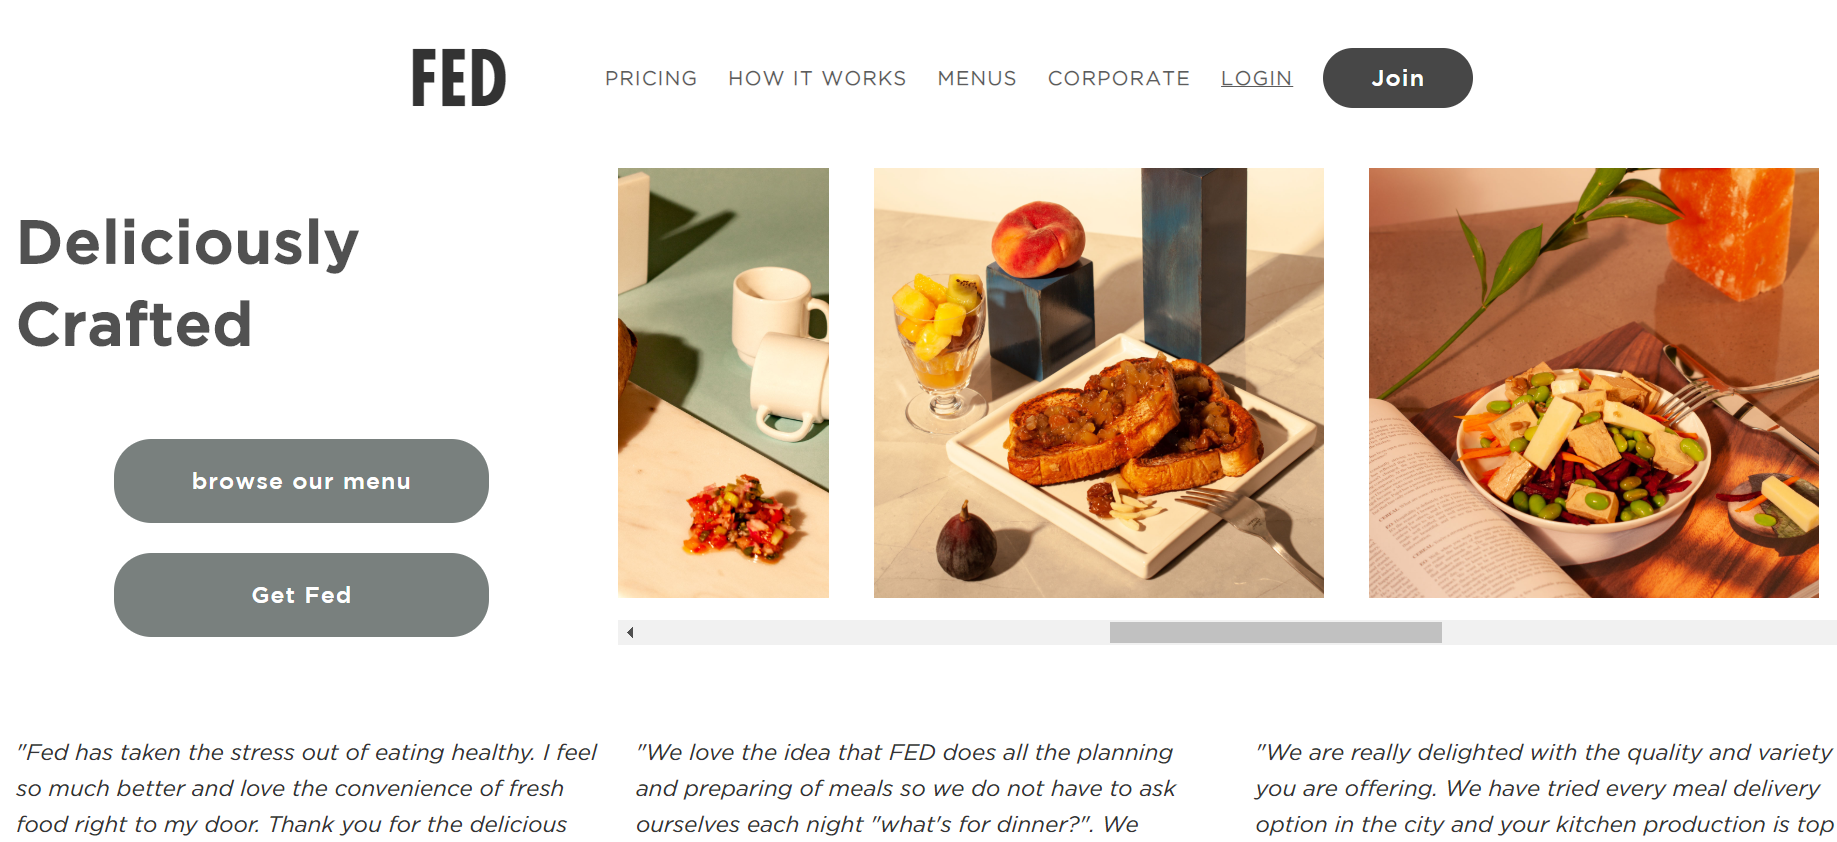 FED
PRICING HOW IT WORKS MENUS CORPORATE LOGIN Join
Deliciously
Crafted
browse our menu
Get Fed
"Fed has taken the stress out of eating healthy. I feel
so much better and love the convenience of fresh
food right to my door. Thank you for the delicious
"We love the idea that FED does all the planning
and preparing of meals so we do not have to ask
ourselves each night "what's for dinner?". We
"We are really delighted with the quality and variety
you are offering. We have tried every meal delivery
option in the city and your kitchen production is top